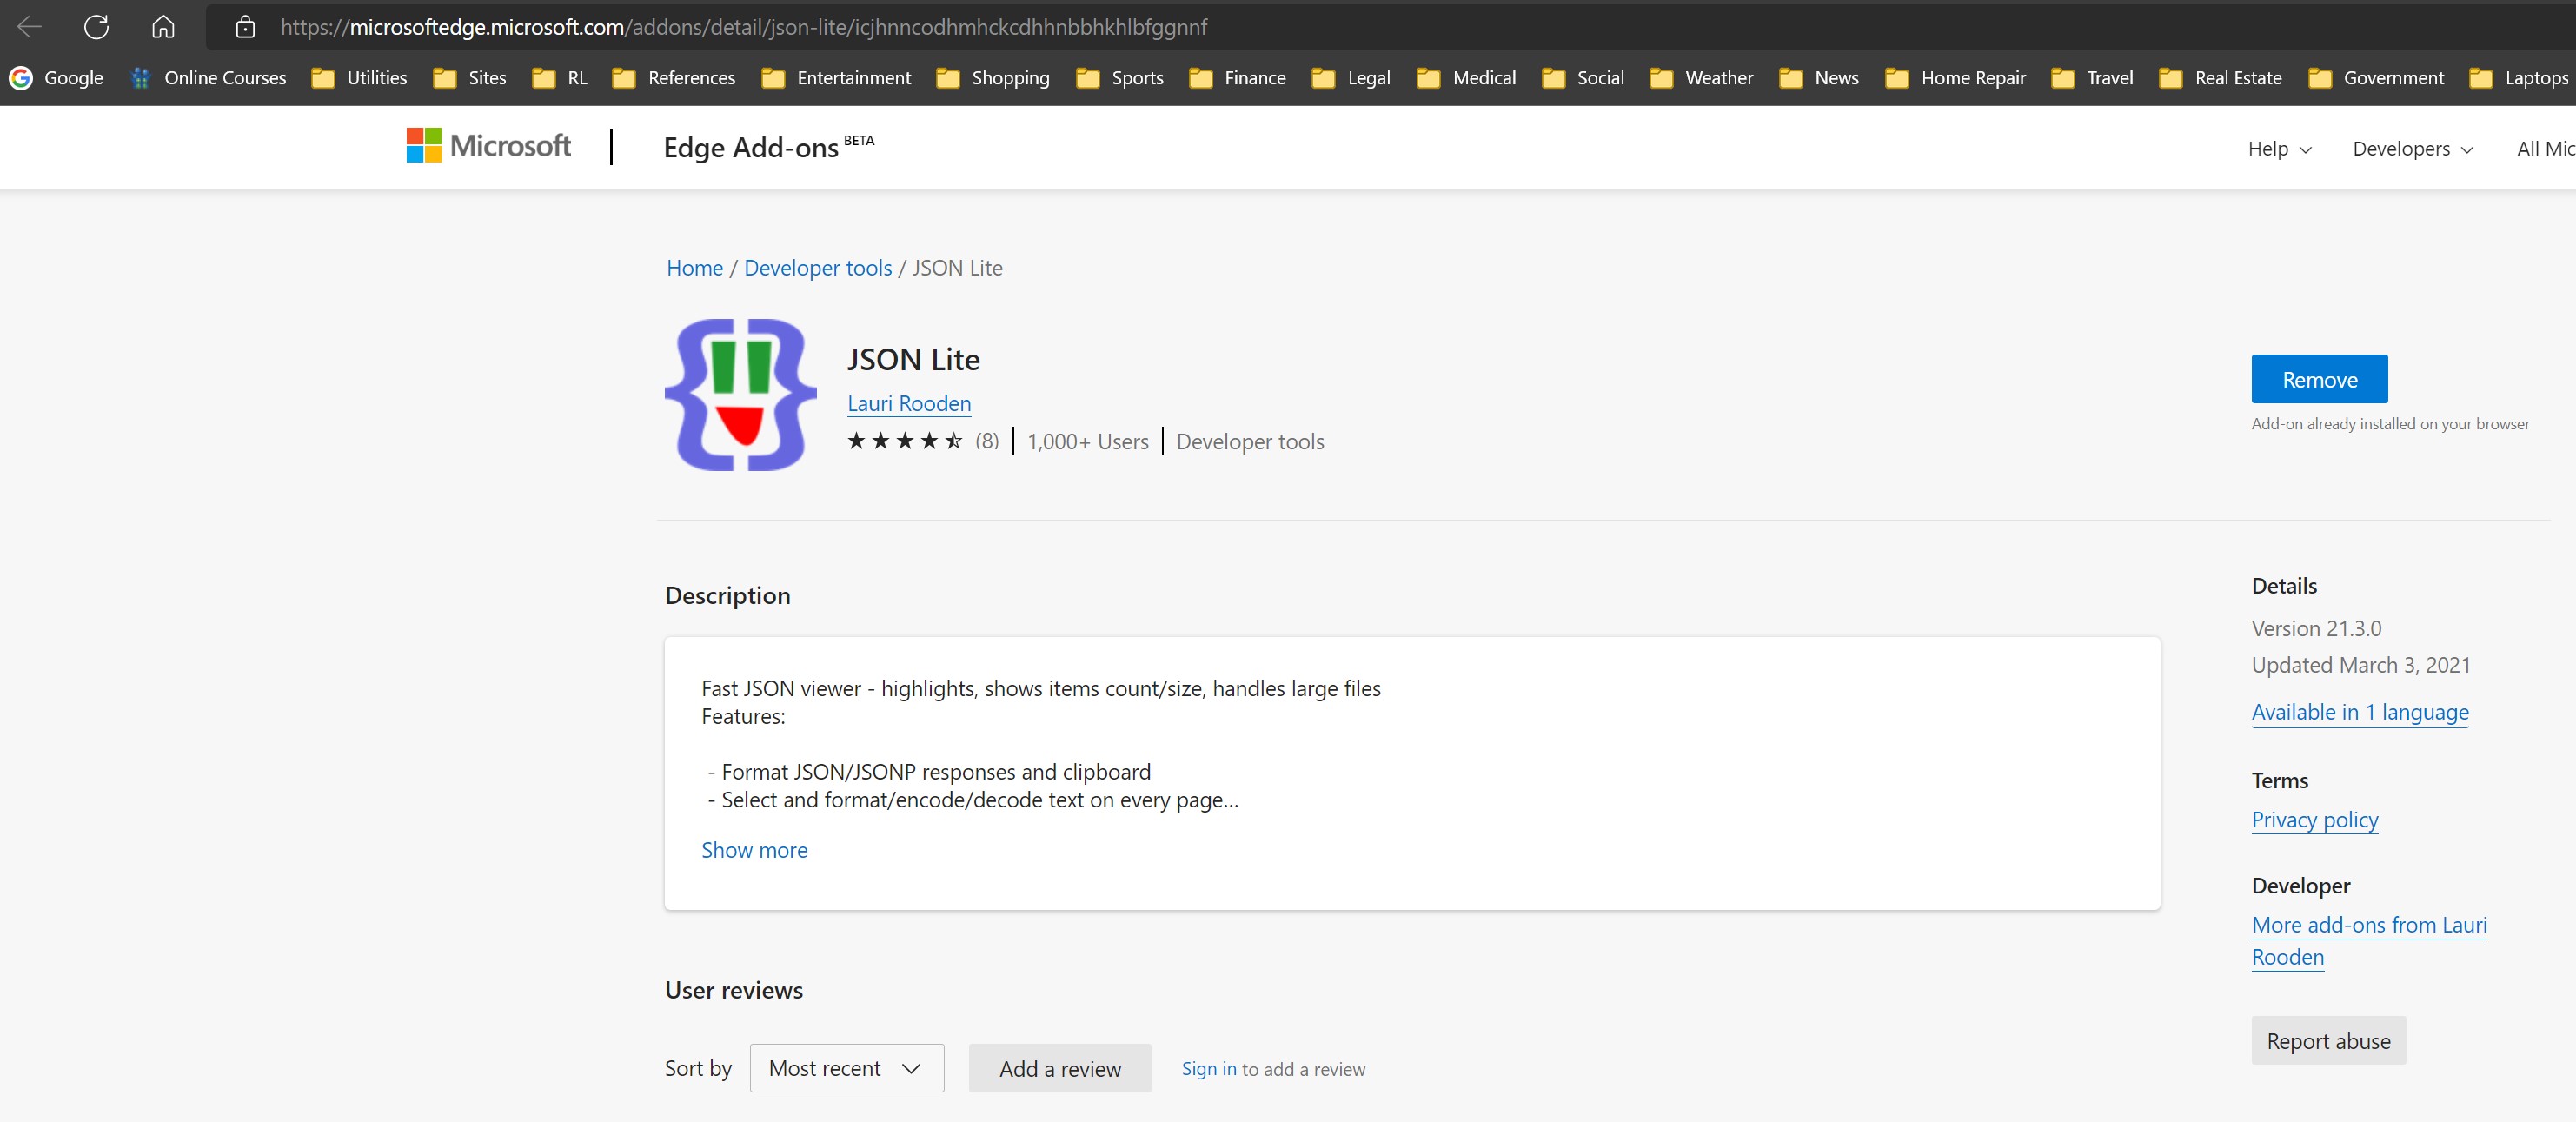 https://microsoftedge.microsoft.com/addons/detail/json-lite/icjhnncodhmhckcdhhnbbhkhlbfggnnf
Google Online Courses Utilities Sites RL References Entertainment Shopping Sports Finance Legal Medical Social Weather News Home Repair Travel Real Estate Government Laptops
Microsoft | Edge Add-ons BETA Help Developers All Mic
Home / Developer tools / JSON Lite
JSON Lite
Lauri Rooden
(8) | 1,000+ Users | Developer tools
Remove
Add-on already installed on your browser
Description
Fast JSON viewer - highlights, shows items count/size, handles large files
Features:
- Format JSON/JSONP responses and clipboard
- Select and format/encode/decode text on every page...
Show more
Details
Version 21.3.0
Updated March 3, 2021
Available in 1 language
Terms
Privacy policy
Developer
More add-ons from Lauri
Rooden
Report abuse
User reviews
Sort by Most recent Add a review Sign in to add a review